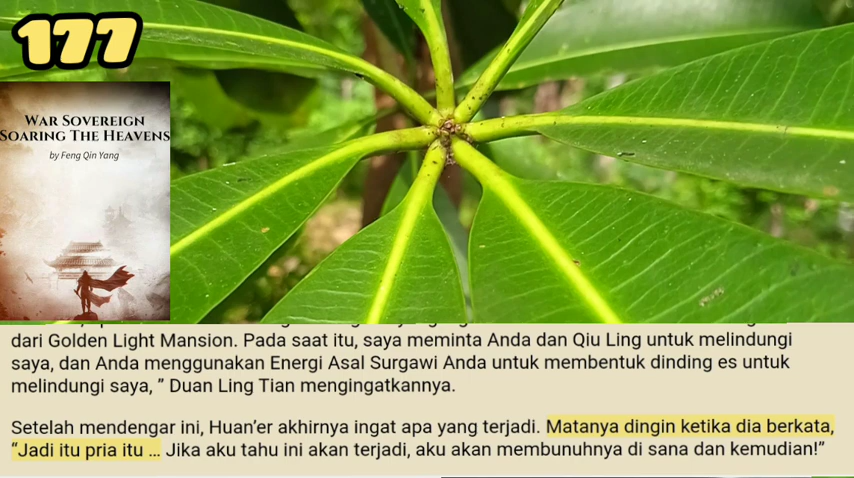 177
WAR SOVEREIGN
SOARING THE HEAVENS
by Feng Qin Yang
dari Golden Light Mansion. Pada saat itu, saya meminta Anda dan Qiu Ling untuk melindungi
saya, dan Anda menggunakan Energi Asal Surgawi Anda untuk membentuk dinding es untuk
melindungi saya, ” Duan Ling Tian mengingatkannya.
Setelah mendengar ini, Huan’er akhirnya ingat apa yang terjadi. Matanya dingin ketika dia berkata,
“Jadi itu pria itu … Jika aku tahu ini akan terjadi, aku akan membunuhnya di sana dan kemudian!”